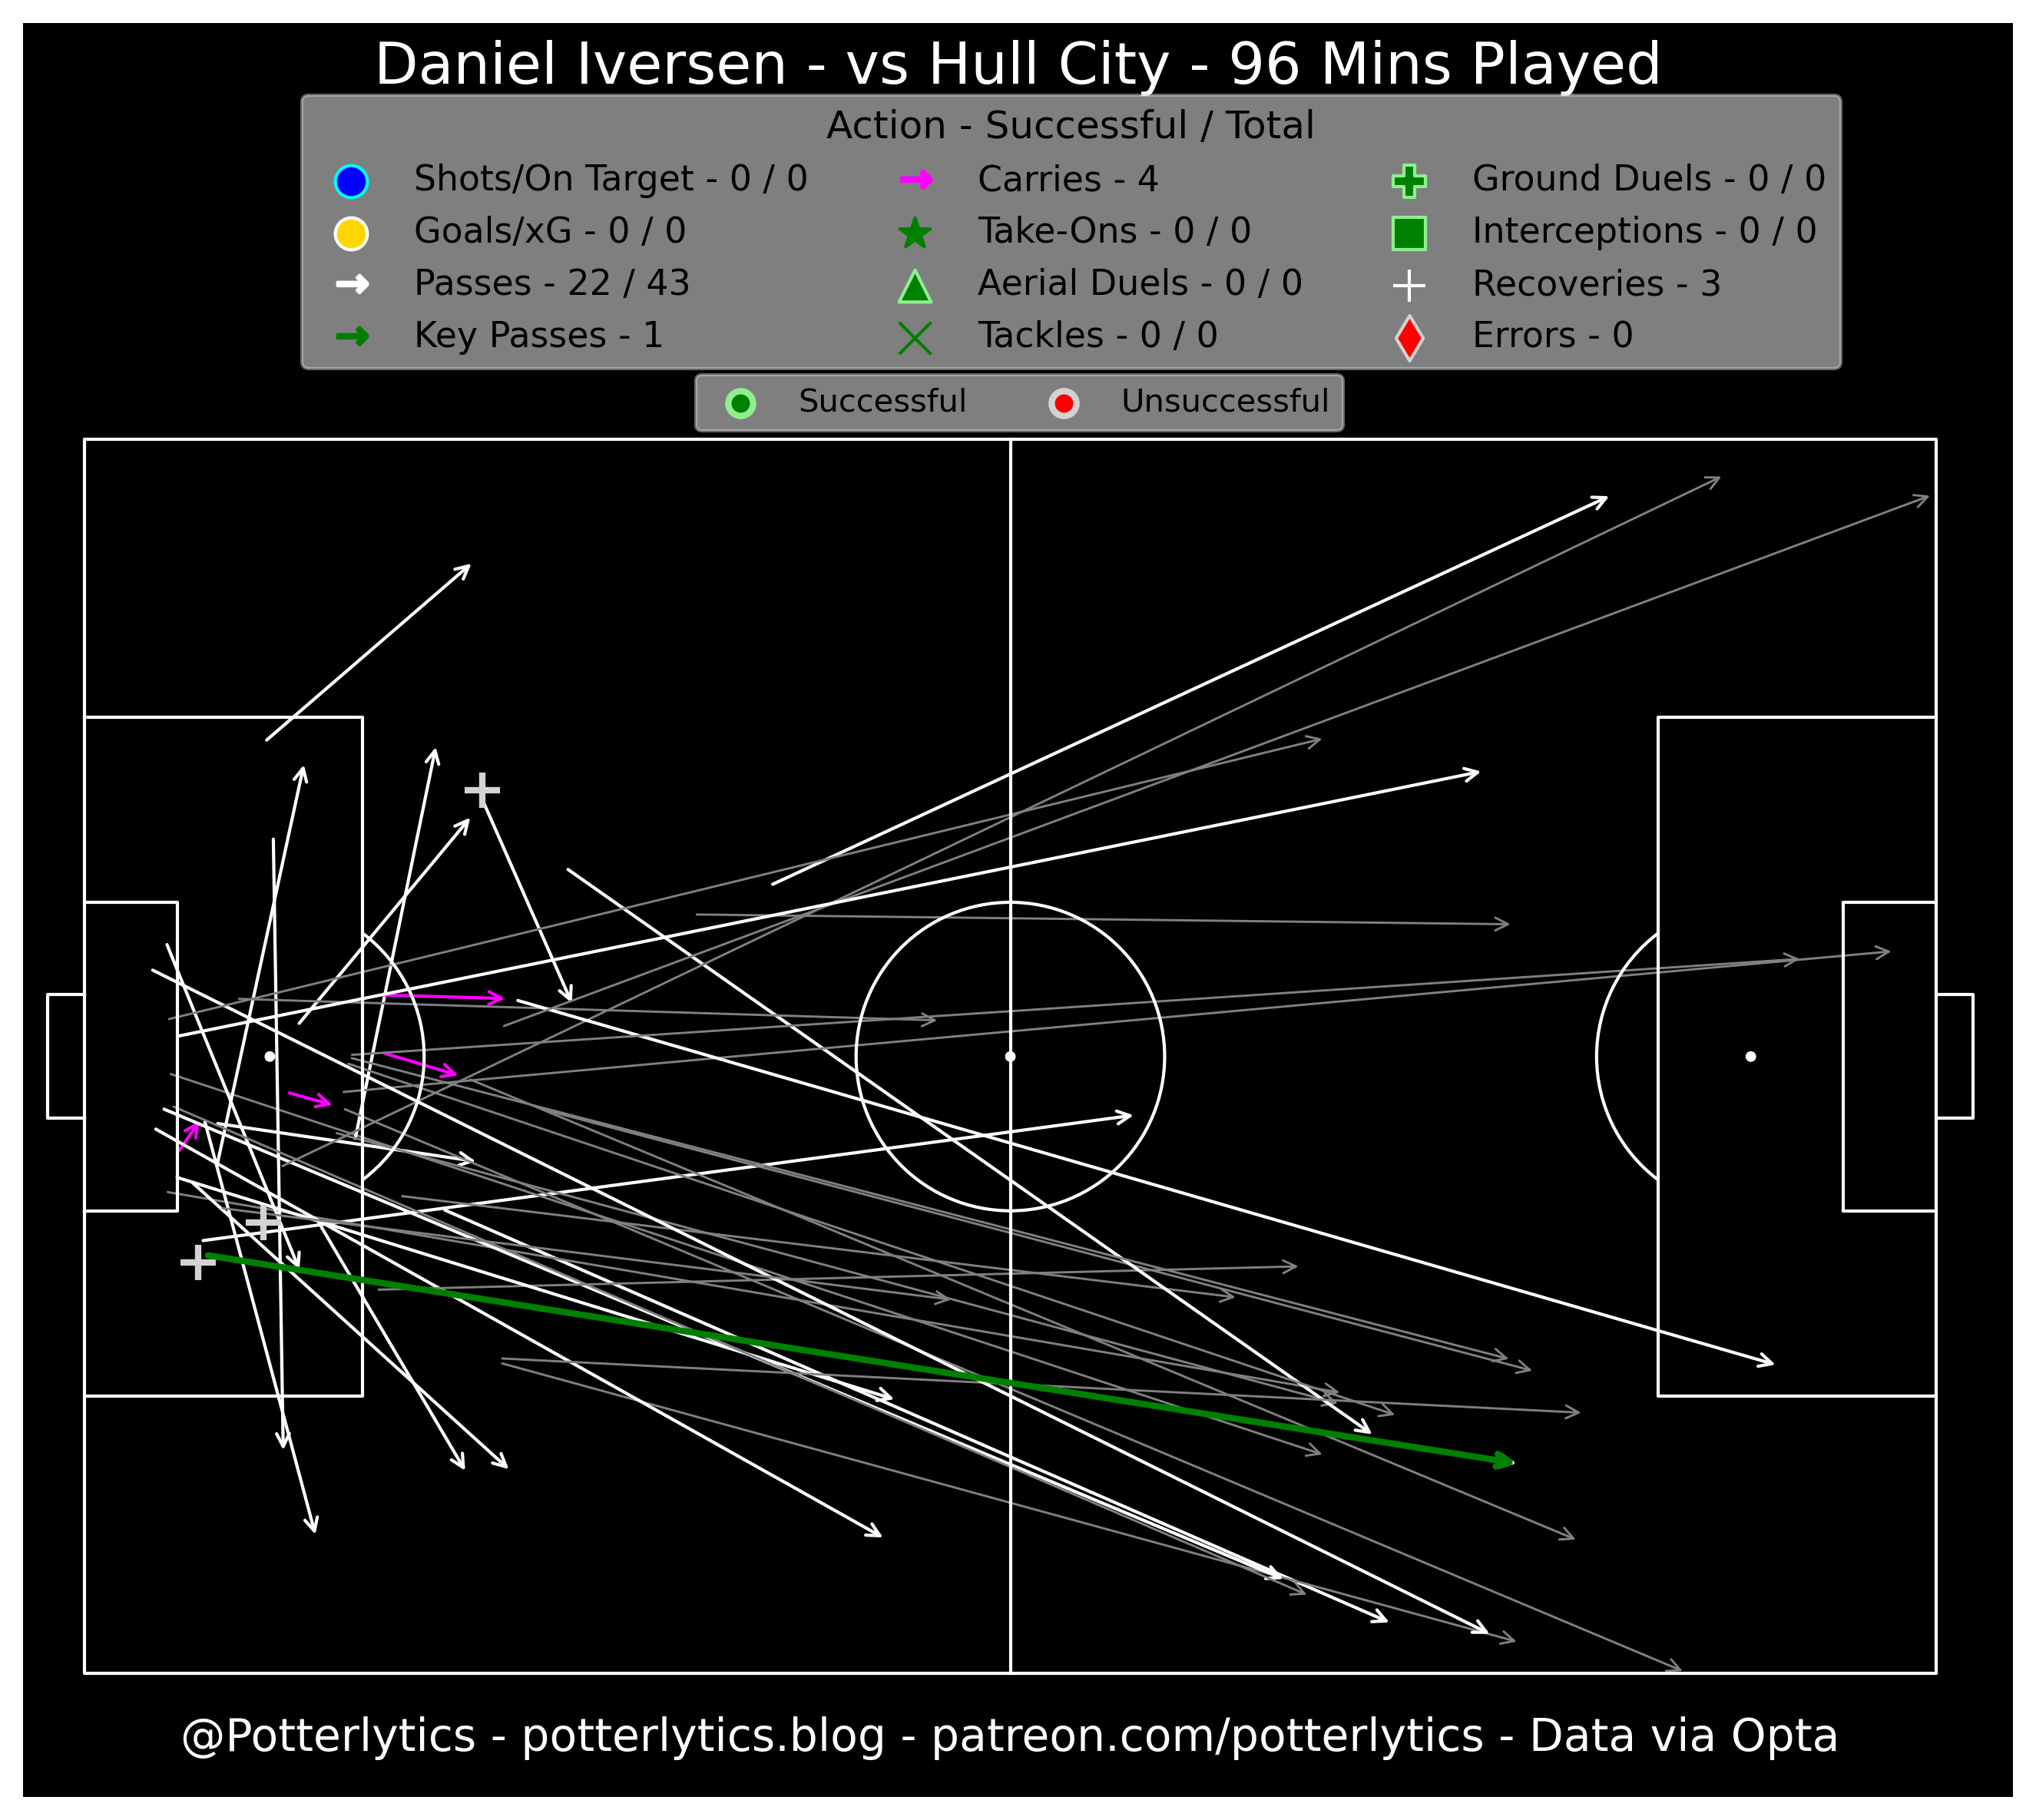 Daniel Iversen - vs Hull City - 96 Mins Played
Action - Successful / Total
Shots/On Target - 0 / 0
Goals/xG - 0 / 0
Passes - 22 / 43
Key Passes - 1
Carries - 4
Take-Ons - 0 / 0
Aerial Duels - 0 / 0
Tackles - 0 / 0
Ground Duels - 0 / 0
Interceptions - 0 / 0
Recoveries - 3
Errors - 0
Successful
Unsuccessful
@Potterlytics - potterlytics.blog - patreon.com/potterlytics - Data via Opta